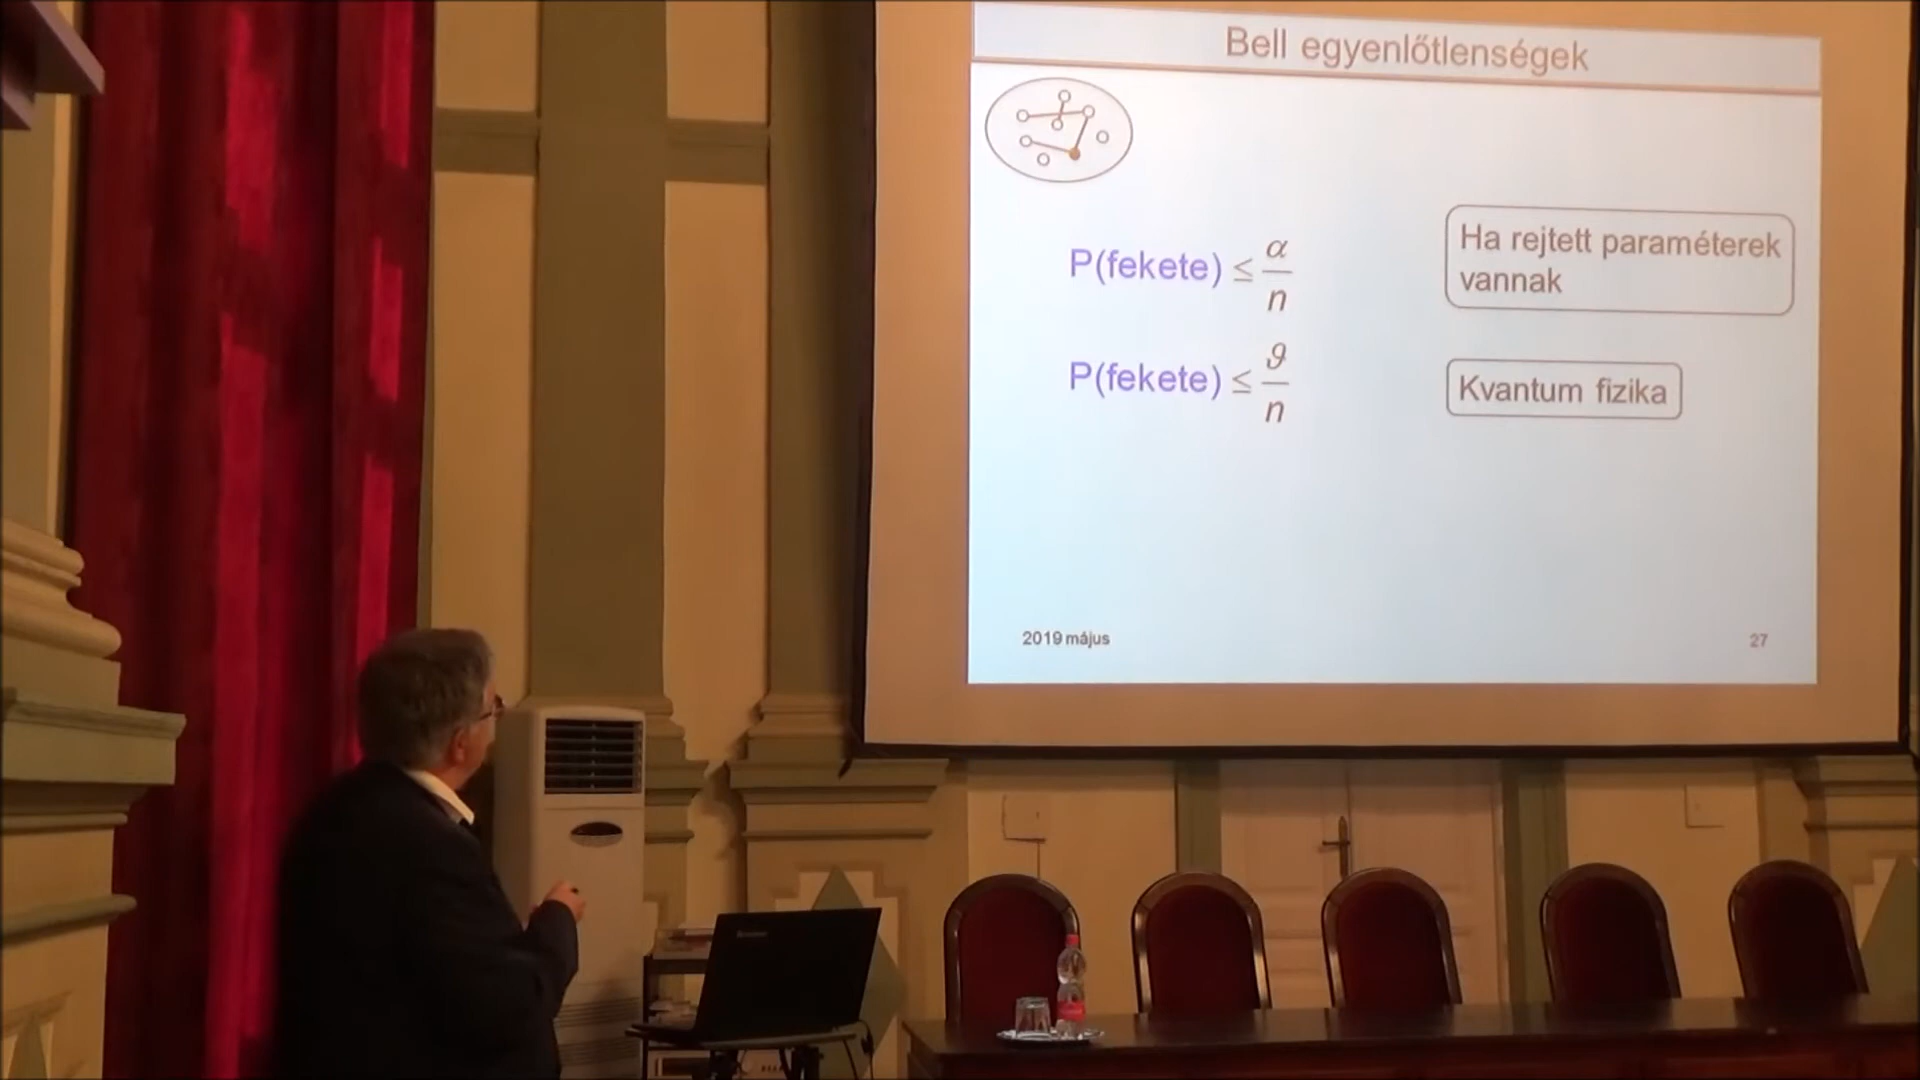 Bell egyenlőtlenségek
P(fekete) ≤ α/n
Ha rejtett paraméterek
vannak
P(fekete) ≤ ϑ/n
Kvantum fizika
2019 május
27